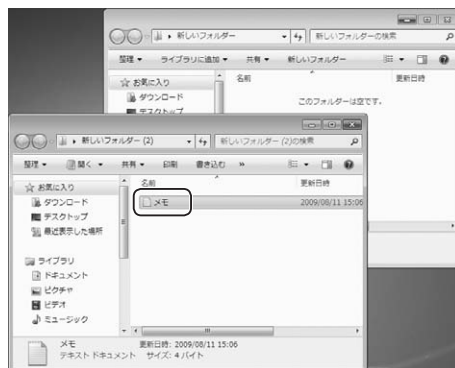 新しいフォルダー
新しいフォルダーの検索
整理 ライブラリに追加 共有 新しいフォルダー
お気に入り
ダウンロード
デスクトップ
名前 更新日時
このフォルダーは空です。
新しいフォルダー (2)
新しいフォルダー (2)の検索
整理 開く 共有 印刷 書き込む »
お気に入り
ダウンロード
デスクトップ
最近表示した場所
ライブラリ
ドキュメント
ピクチャ
ビデオ
ミュージック
名前 更新日時
メモ 2009/08/11 15:06
メモ 更新日時: 2009/08/11 15:06
テキスト ドキュメント サイズ: 4 バイト